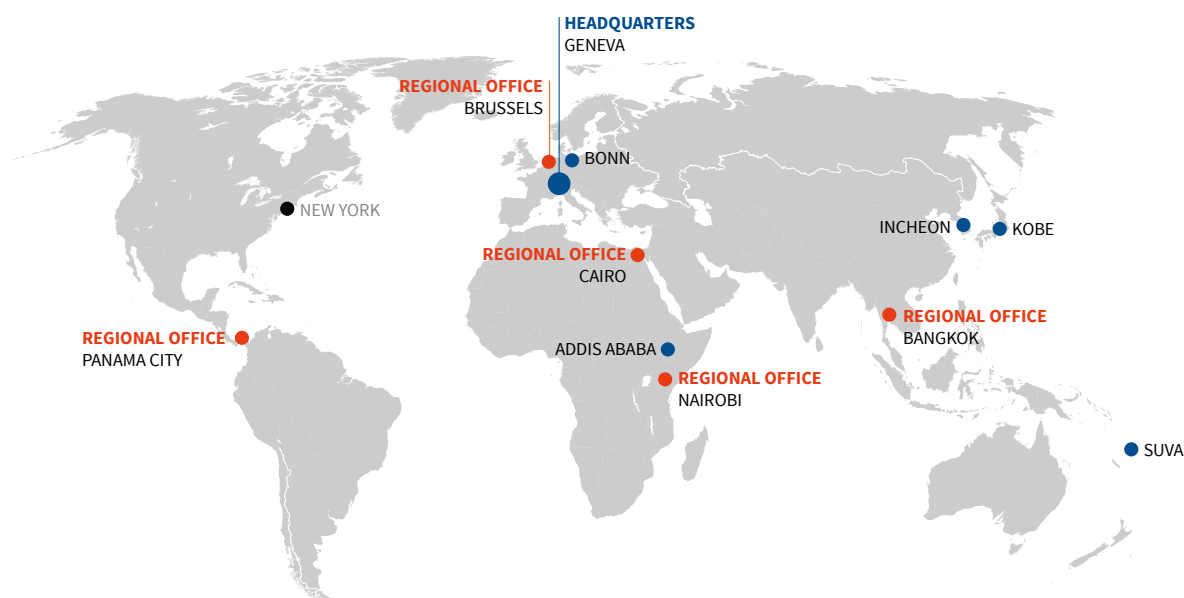 HEADQUARTERS
GENEVA
REGIONAL OFFICE
BRUSSELS
BONN
NEW YORK
INCHEON
KOBE
REGIONAL OFFICE
CAIRO
REGIONAL OFFICE
BANGKOK
REGIONAL OFFICE
PANAMA CITY
ADDIS ABABA
REGIONAL OFFICE
NAIROBI
SUVA